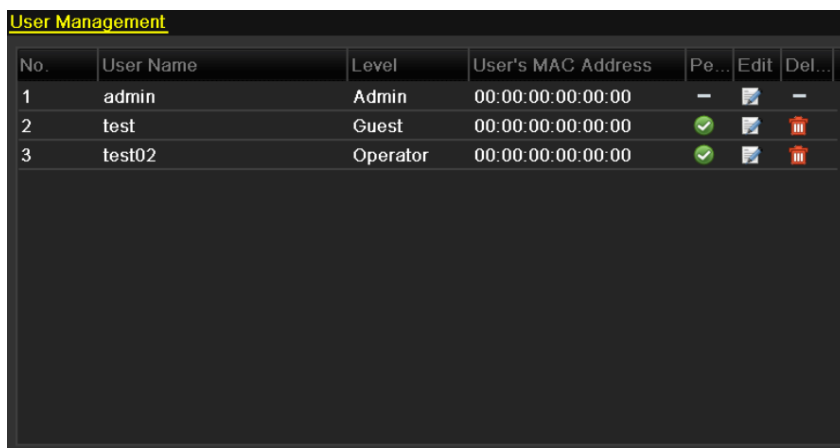 User Management
No. User Name Level User's MAC Address Pe... Edit Del...
1 admin Admin 00:00:00:00:00:00 –
2 test Guest 00:00:00:00:00:00
3 test02 Operator 00:00:00:00:00:00